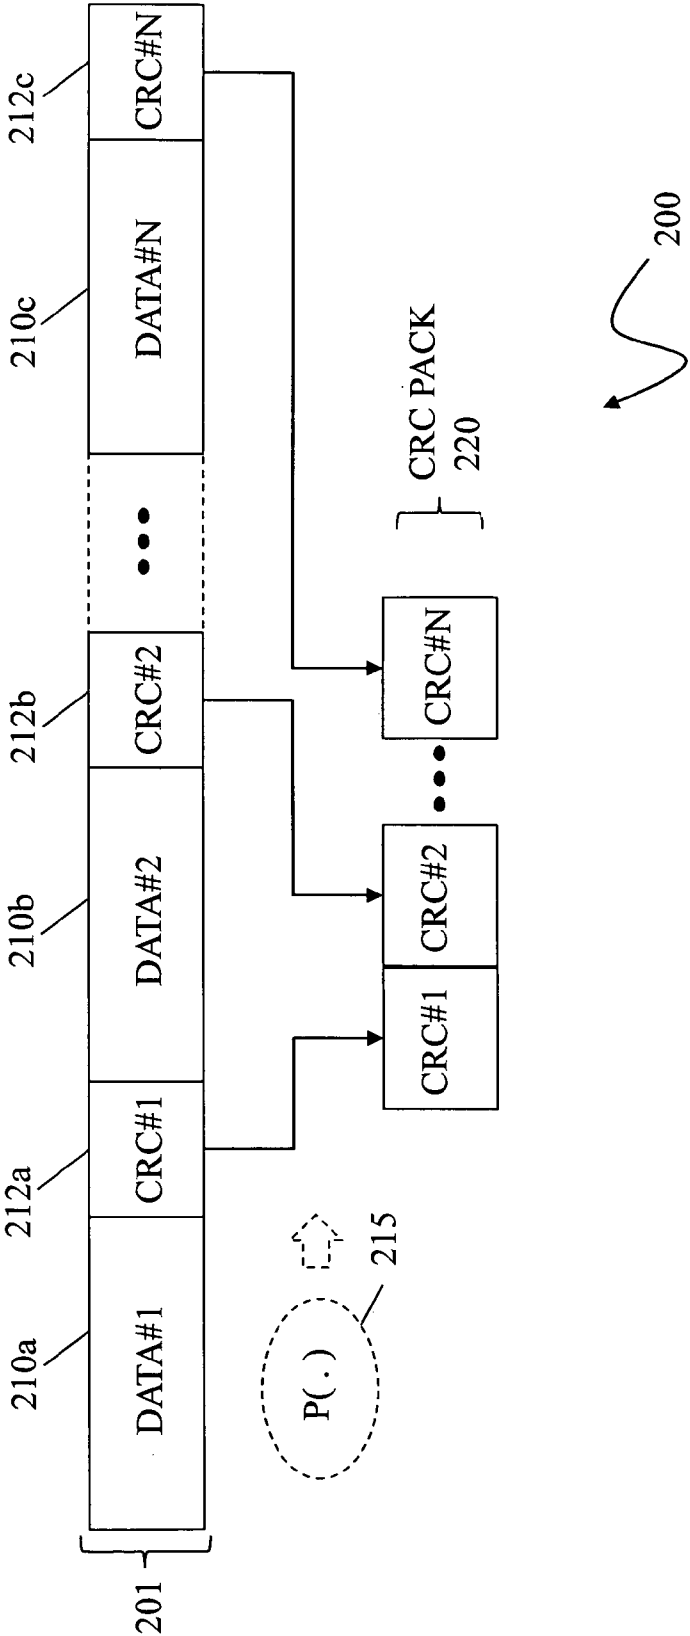 210a
212a
210b
212b
210c
212c
201
DATA#1
CRC#1
DATA#2
CRC#2
•••
DATA#N
CRC#N
P(.)
215
CRC#1
CRC#2
•••
CRC#N
CRC PACK
220
200